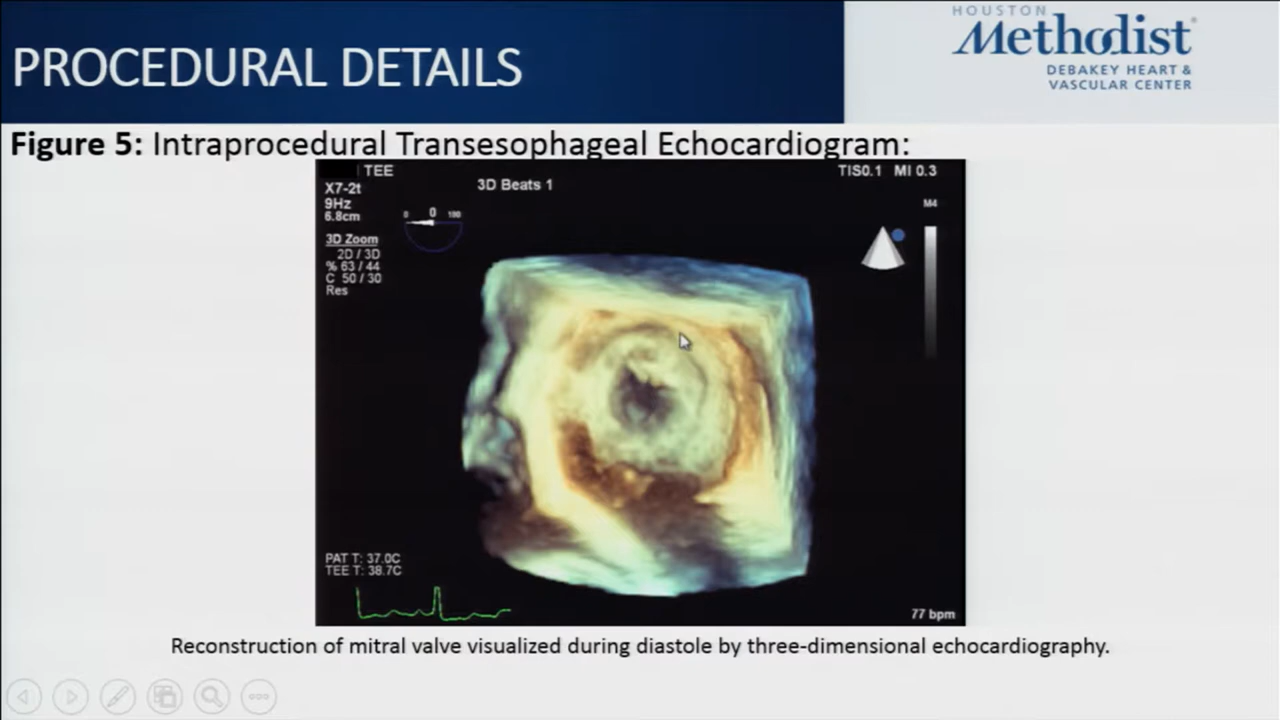 PROCEDURAL DETAILS
HOUSTON
Methodist
DEBAKEY HEART &
VASCULAR CENTER
Figure 5: Intraprocedural Transesophageal Echocardiogram:
TEE
X7-2t
9Hz
6.8cm
3D Beats 1
TIS0.1 MI 0.3
M4
0 0 180
3D Zoom
2D / 3D
% 63 / 44
C 50 / 30
Res
PAT T: 37.0C
TEE T: 38.7C
77 bpm
Reconstruction of mitral valve visualized during diastole by three-dimensional echocardiography.